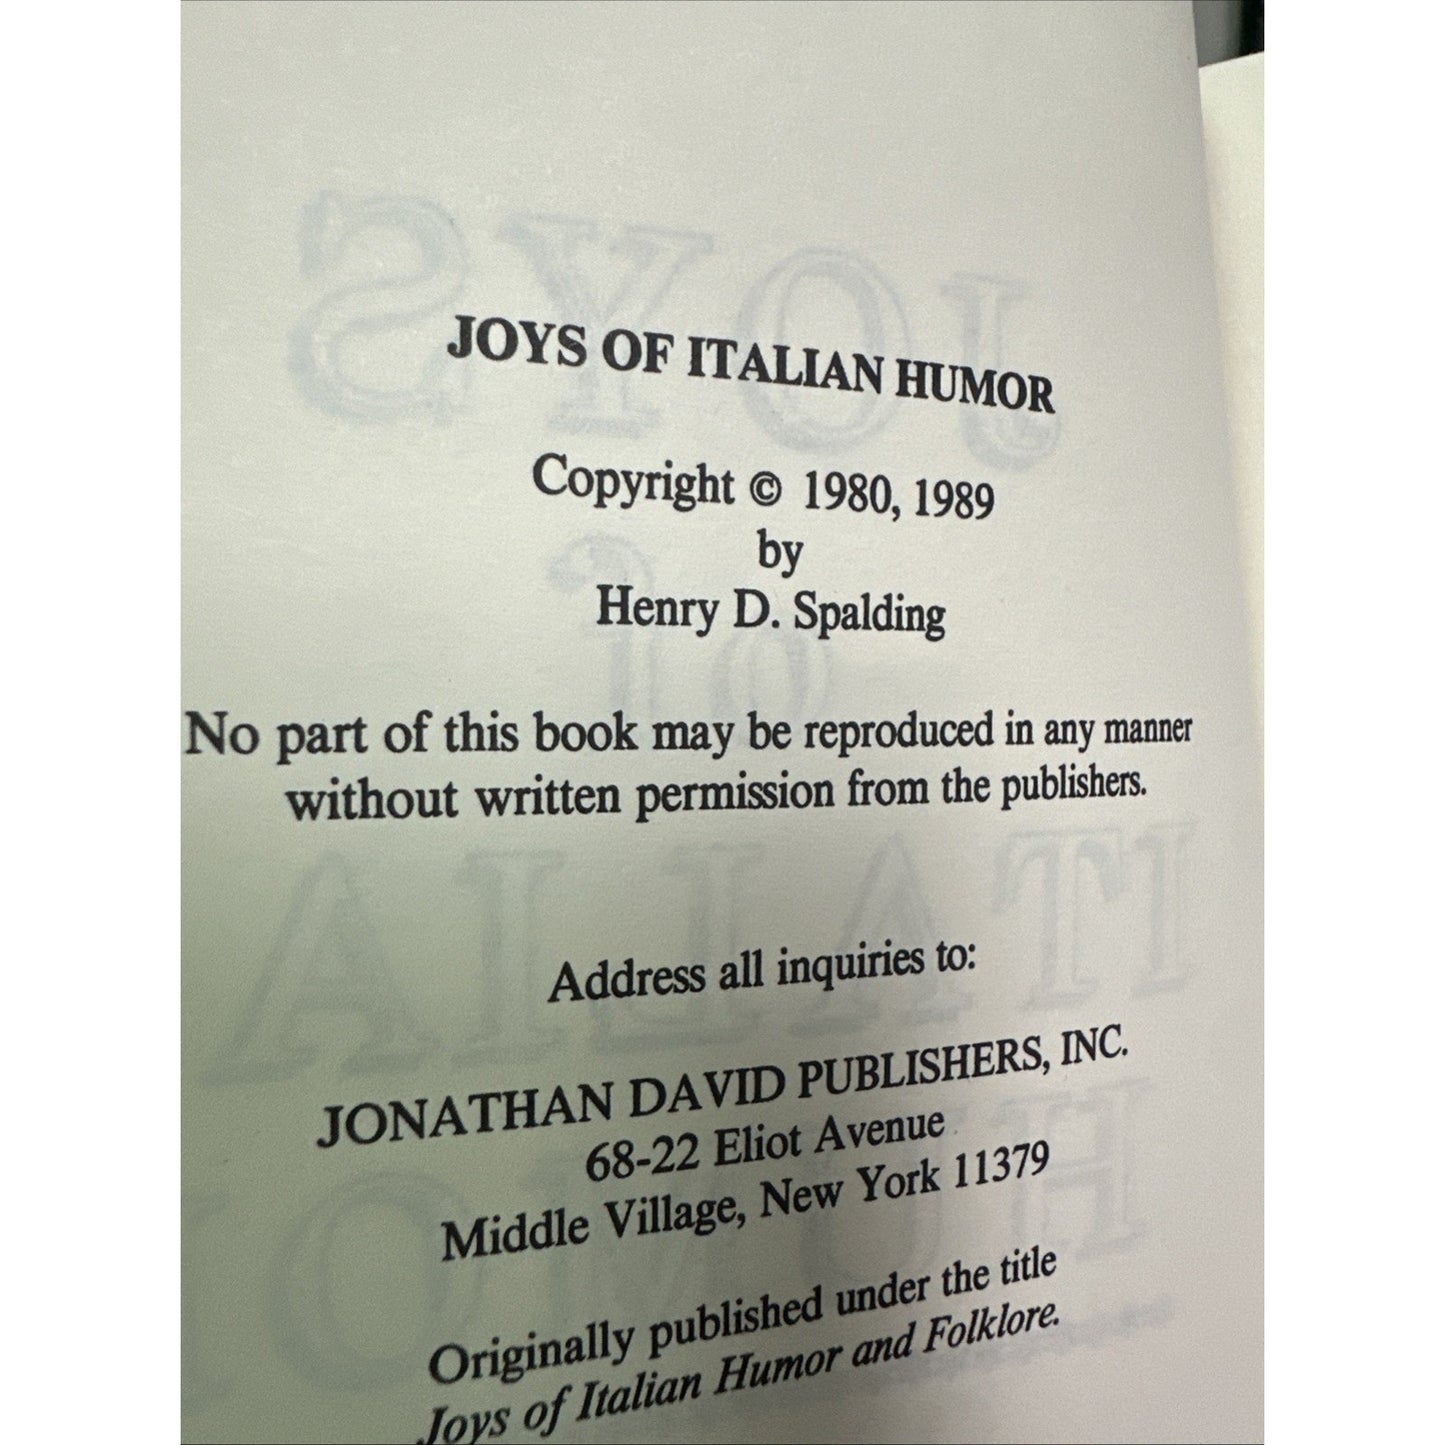 JOYS OF ITALIAN HUMOR
Copyright © 1980, 1989
by
Henry D. Spalding
No part of this book may be reproduced in any manner
without written permission from the publishers.
Address all inquiries to:
JONATHAN DAVID PUBLISHERS, INC.
68-22 Eliot Avenue
Middle Village, New York 11379
Originally published under the title
Joys of Italian Humor and Folklore.